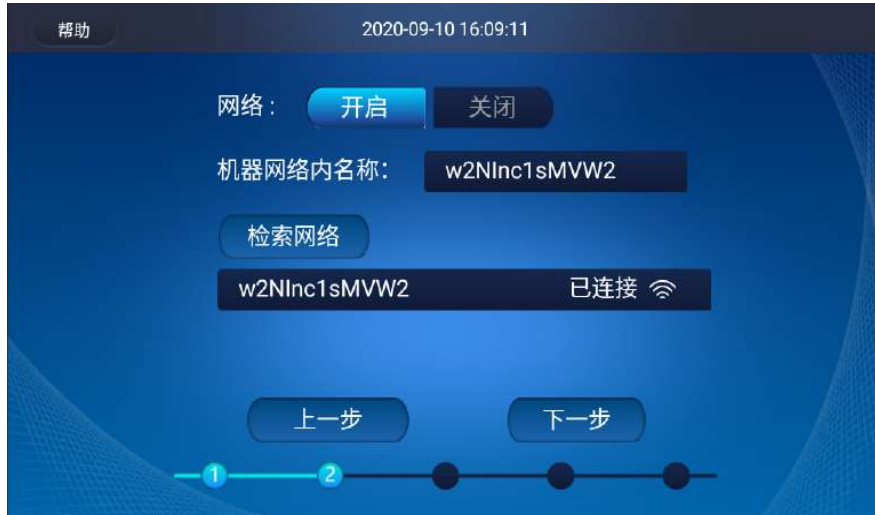 帮助 2020-09-10 16:09:11
网络： 开启 关闭
机器网络内名称： w2NInc1sMVW2
检索网络
w2NInc1sMVW2 已连接
上一步 下一步
1 2